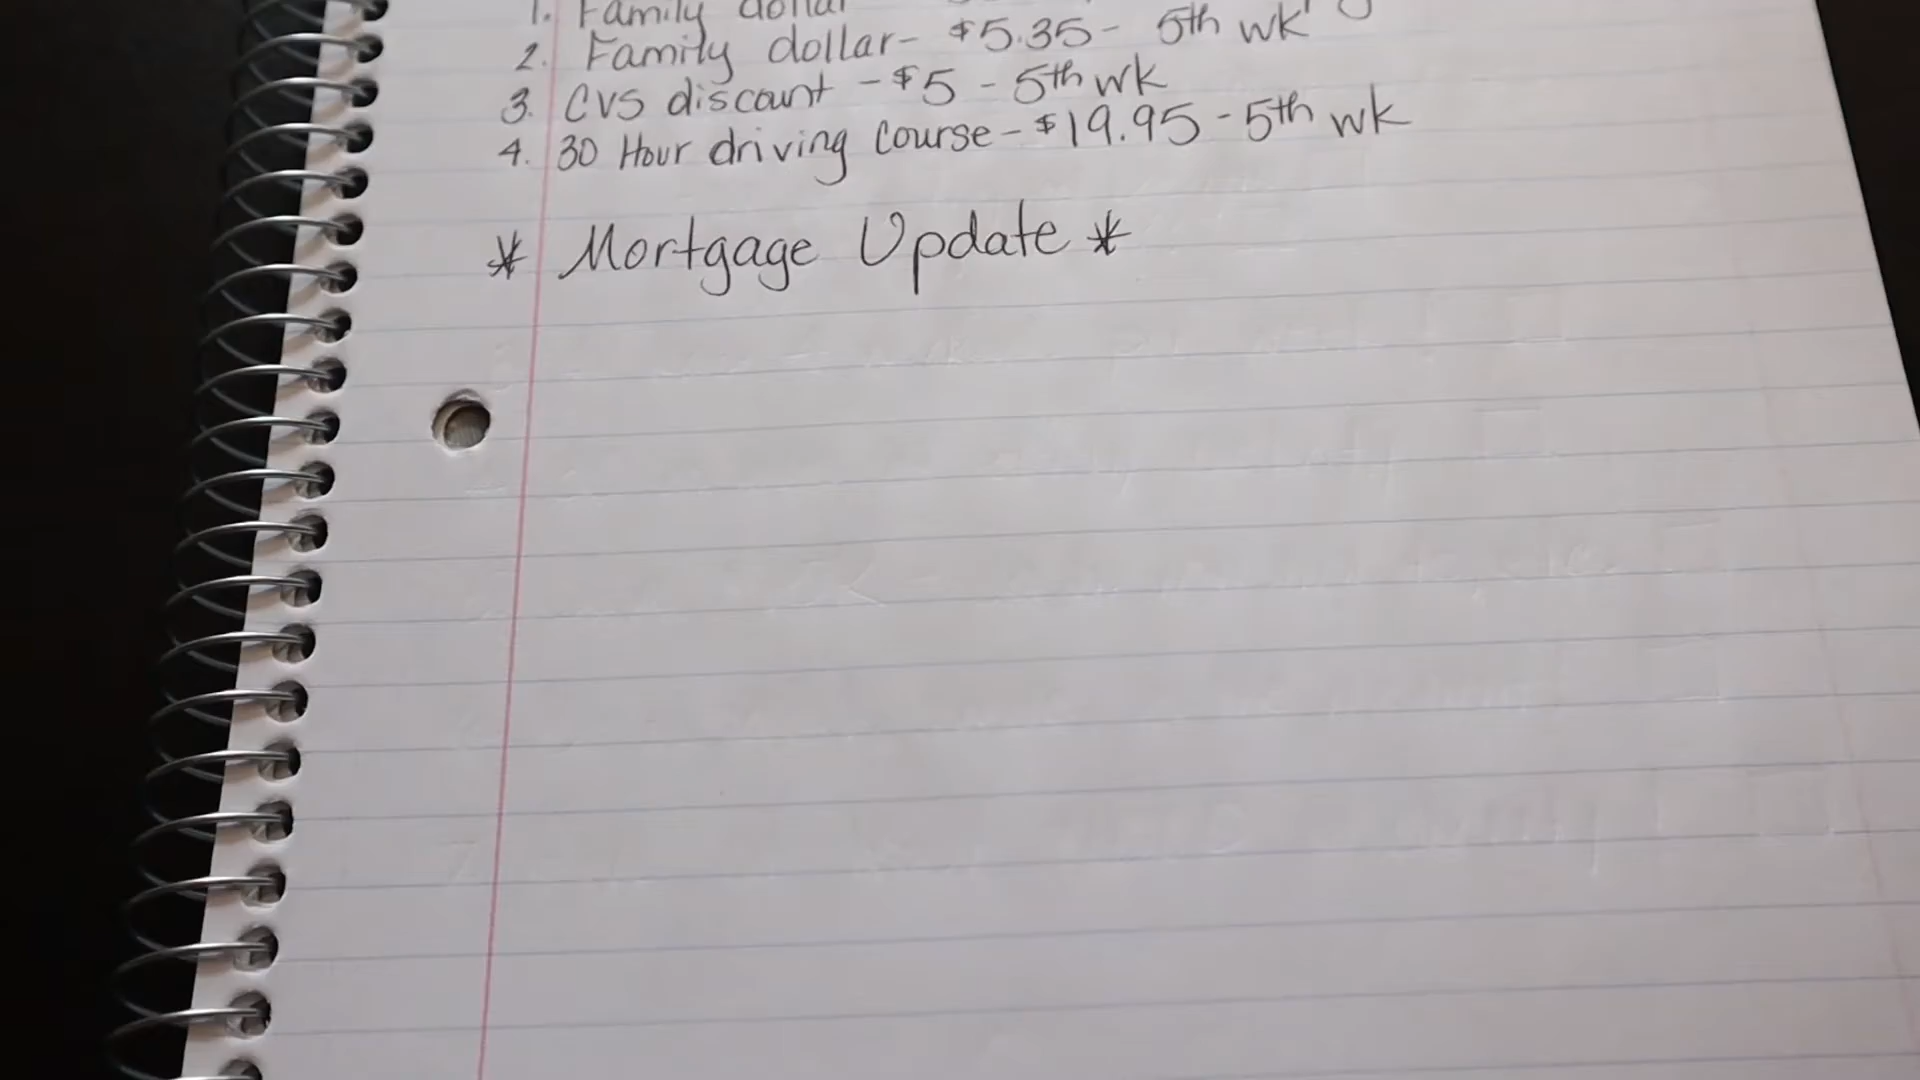 1. Family dollar
2. Family dollar- $5.35- 5th wk
3. CVS discount -$5 - 5th wk
4. 30 Hour driving course-$19.95-5th wk
* Mortgage Update *